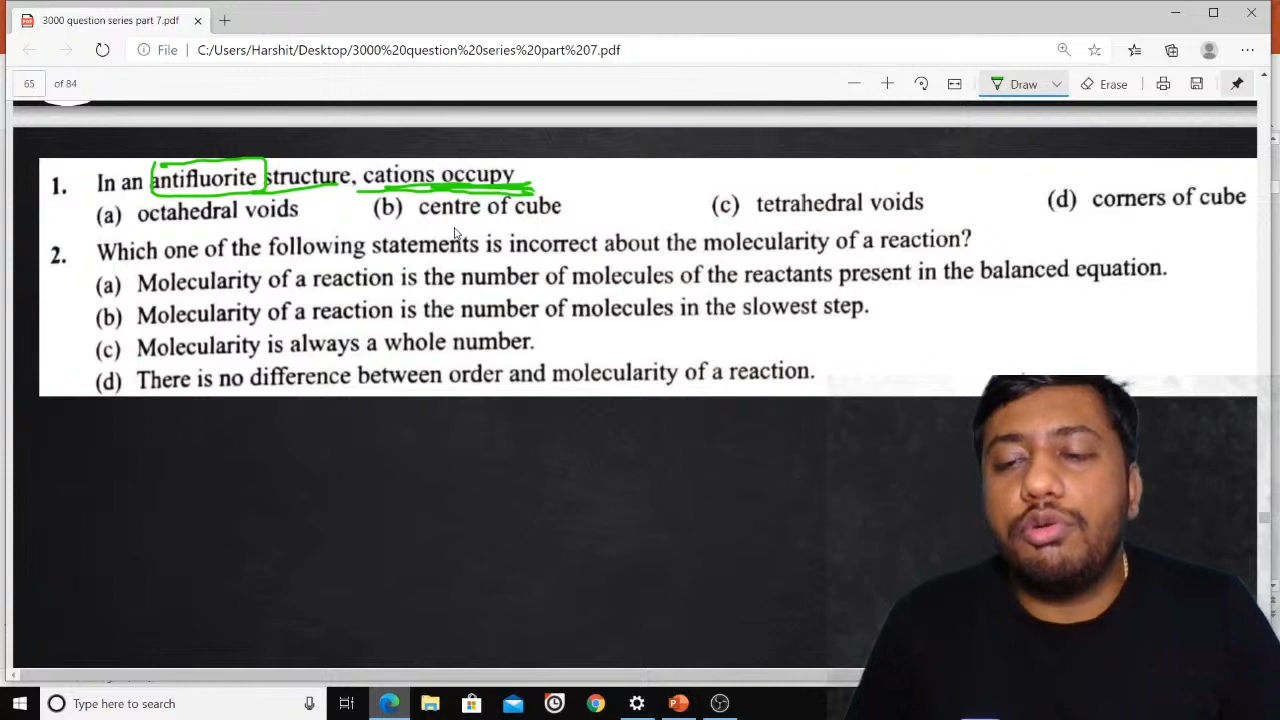 3000 question series part 7.pdf
File C:/Users/Harshit/Desktop/3000%20question%20series%20part%207.pdf
65 of 84 Draw Erase
1. In an antifluorite structure, cations occupy
(a) octahedral voids (b) centre of cube (c) tetrahedral voids (d) corners of cube
2. Which one of the following statements is incorrect about the molecularity of a reaction?
(a) Molecularity of a reaction is the number of molecules of the reactants present in the balanced equation.
(b) Molecularity of a reaction is the number of molecules in the slowest step.
(c) Molecularity is always a whole number.
(d) There is no difference between order and molecularity of a reaction.
Type here to search